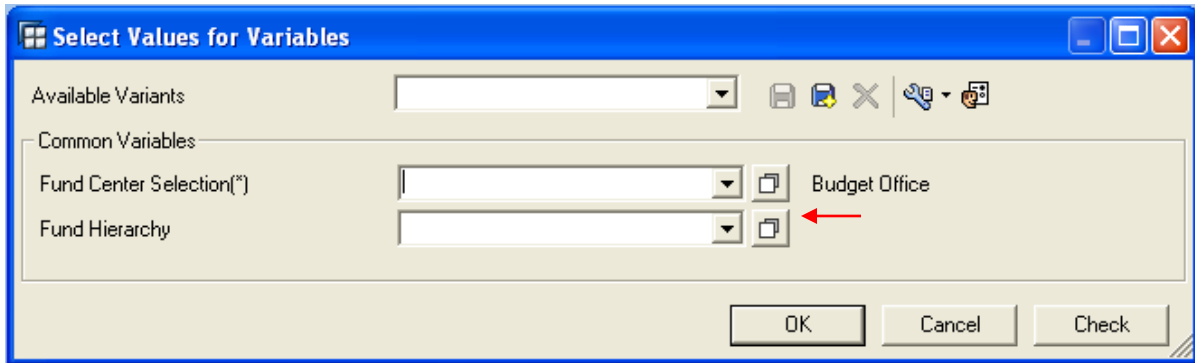 Select Values for Variables
Available Variants
Common Variables
Fund Center Selection(*) Budget Office
Fund Hierarchy
OK Cancel Check